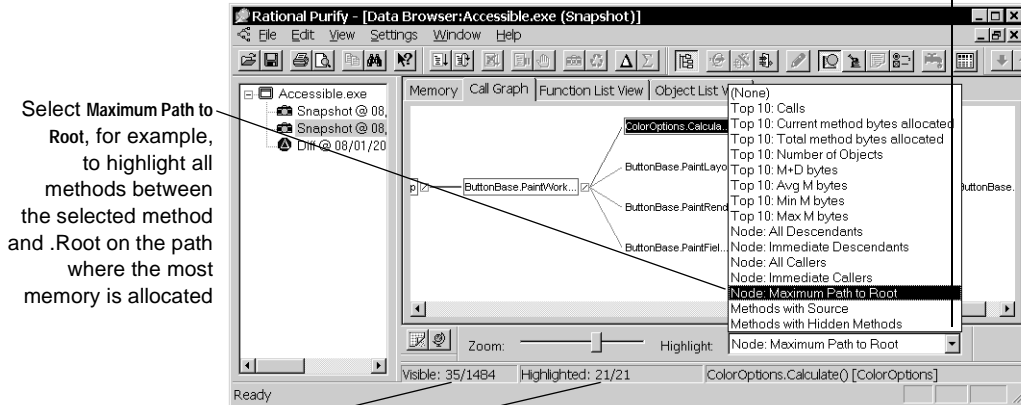 Rational Purify - [Data Browser:Accessible.exe (Snapshot)]
File Edit View Settings Window Help
Select Maximum Path to
Root, for example,
to highlight all
methods between
the selected method
and .Root on the path
where the most
memory is allocated
Accessible.exe
Snapshot @ 08,
Snapshot @ 08,
Diff @ 08/01/20
Memory Call Graph Function List View Object List V
p
ButtonBase.PaintWork...
ColorOptions.Calcula..
ButtonBase.PaintLayo
ButtonBase.PaintRend
ButtonBase.PaintFiel...
uttonBase.
(None)
Top 10: Calls
Top 10: Current method bytes allocated
Top 10: Total method bytes allocated
Top 10: Number of Objects
Top 10: M+D bytes
Top 10: Avg M bytes
Top 10: Min M bytes
Top 10: Max M bytes
Node: All Descendants
Node: Immediate Descendants
Node: All Callers
Node: Immediate Callers
Node: Maximum Path to Root
Methods with Source
Methods with Hidden Methods
Zoom: Highlight: Node: Maximum Path to Root
Visible: 35/1484 Highlighted: 21/21 ColorOptions.Calculate() [ColorOptions]
Ready